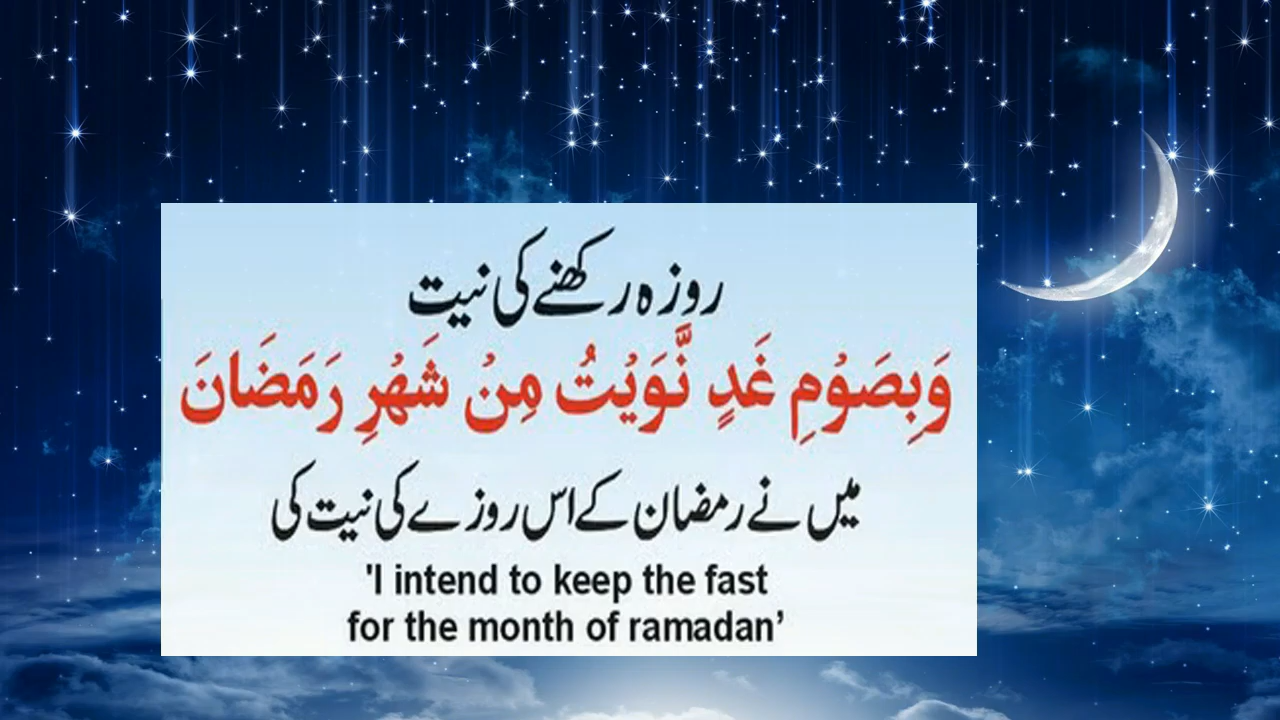 روزہ رکھنے کی نیت
وَبِصَوْمِ غَدٍ نَّوَيْتُ مِنْ شَهْرِ رَمَضَانَ
میں نے رمضان کے اس روزے کی نیت کی
'I intend to keep the fast
for the month of ramadan’